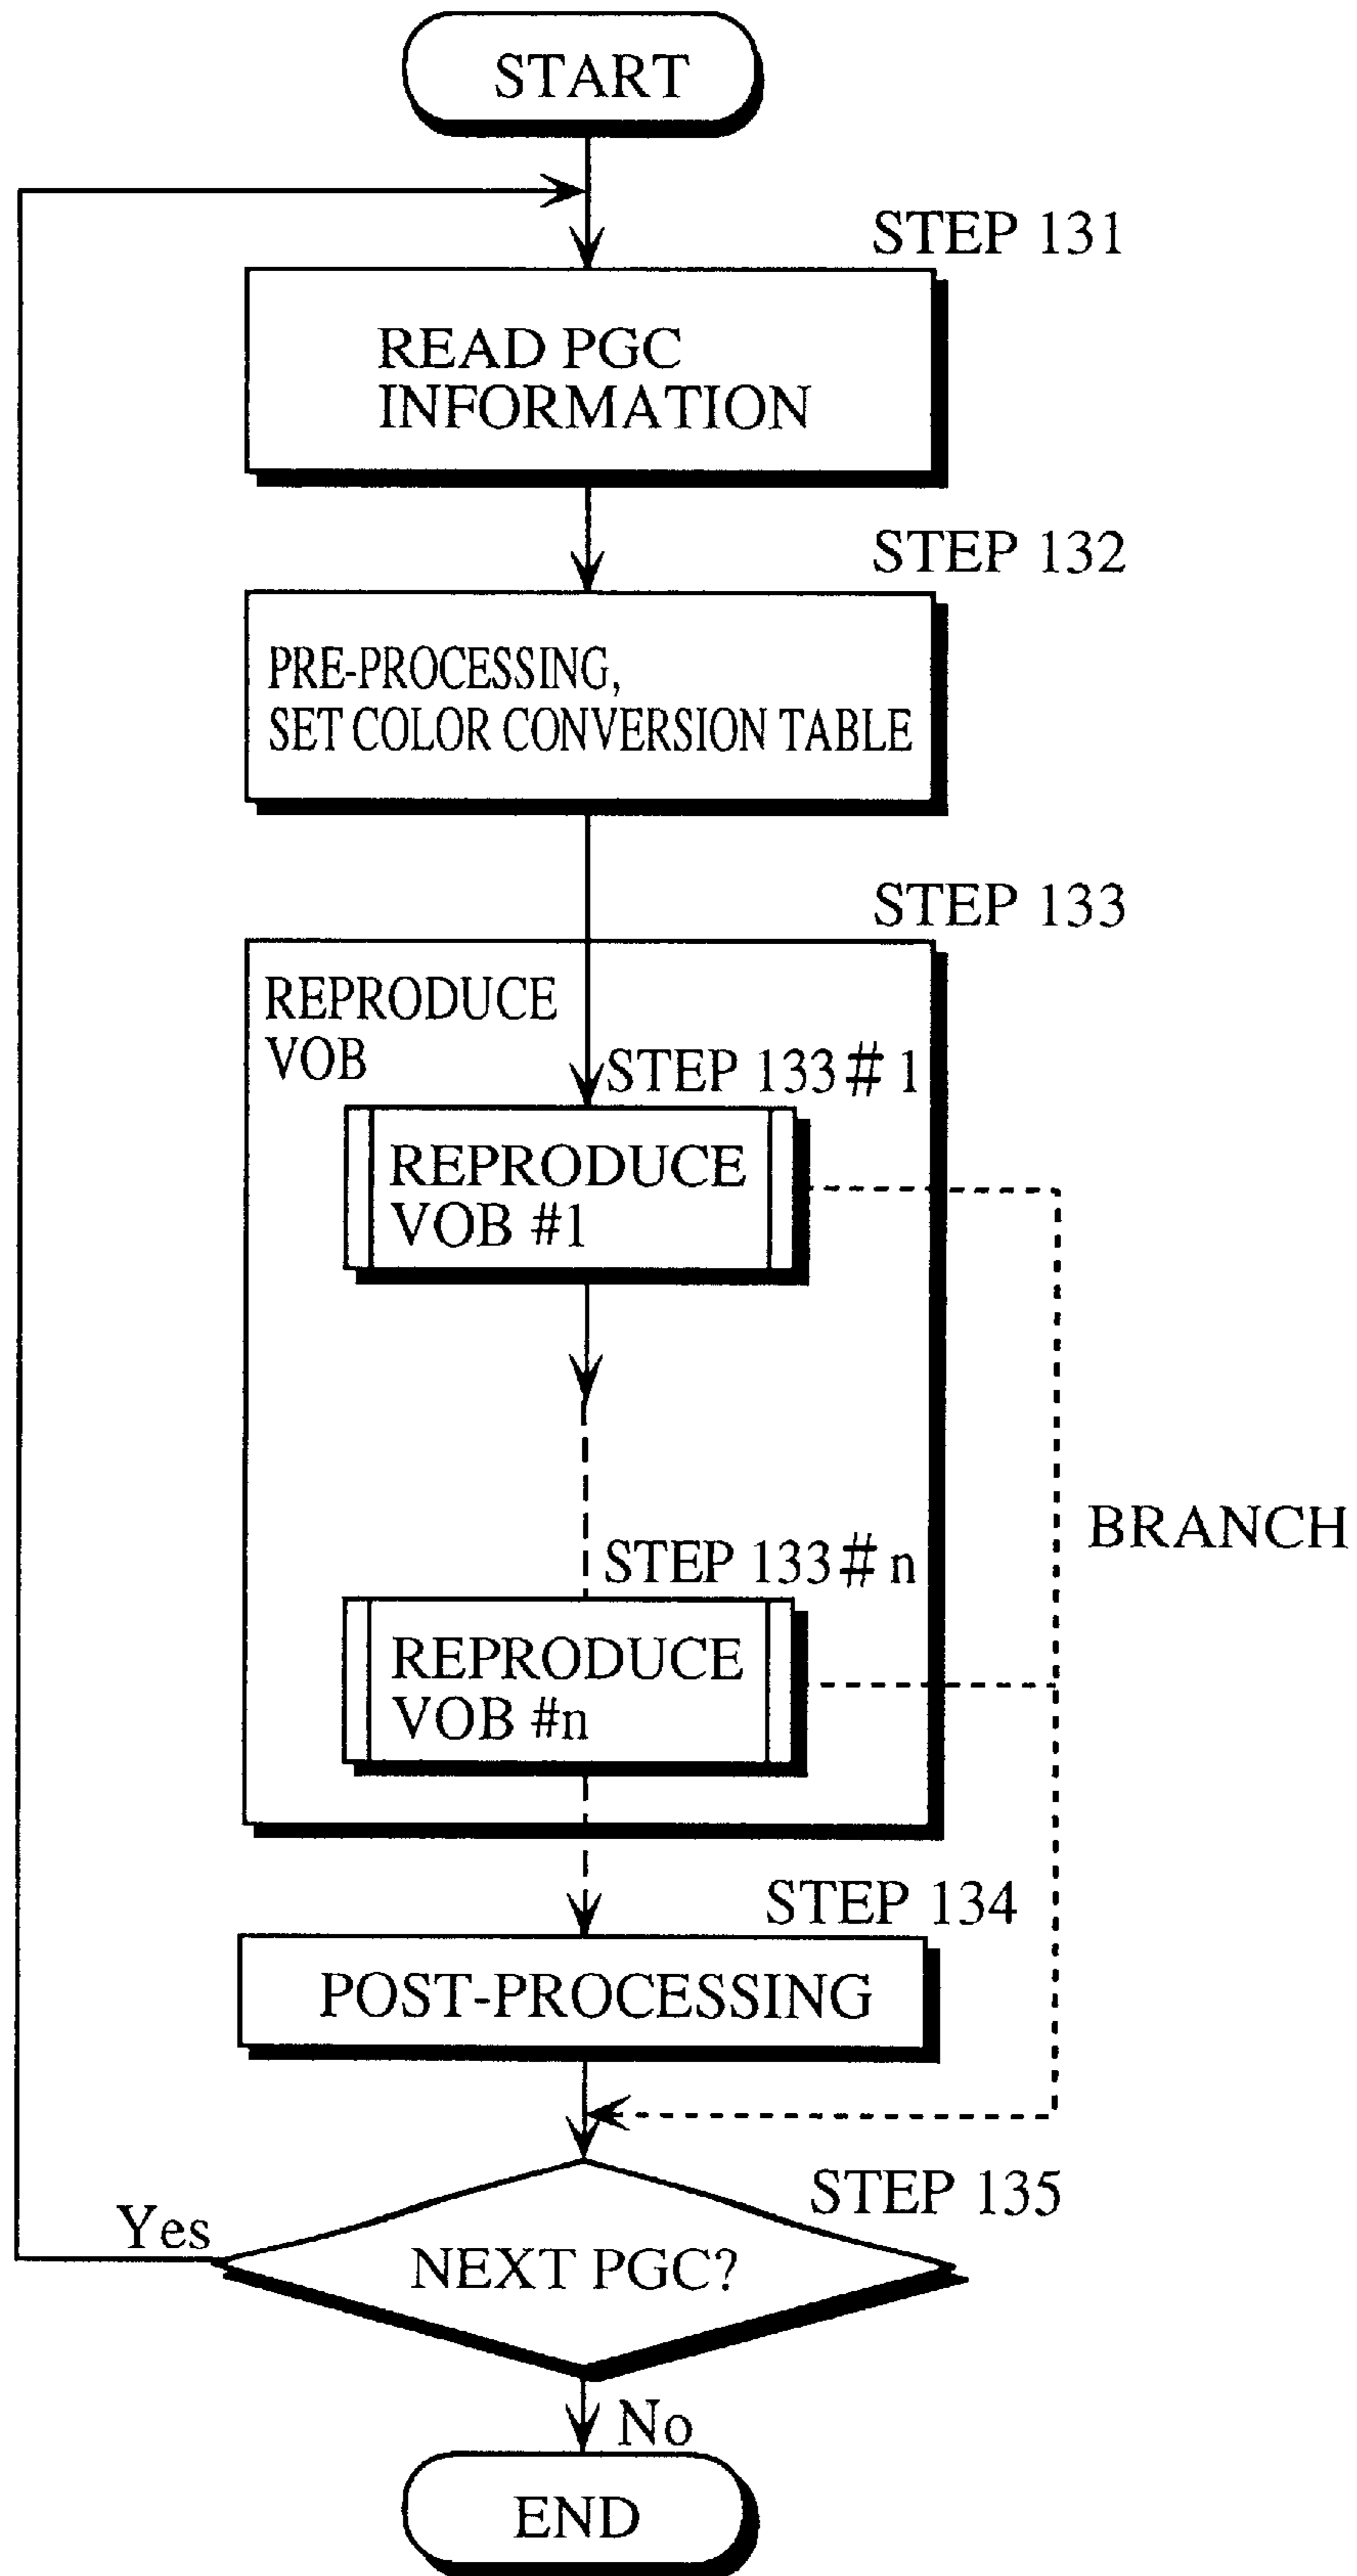 START
STEP 131
READ PGC
INFORMATION
STEP 132
PRE-PROCESSING,
SET COLOR CONVERSION TABLE
STEP 133
REPRODUCE
VOB
STEP 133 # 1
REPRODUCE
VOB #1
BRANCH
STEP 133 # n
REPRODUCE
VOB #n
STEP 134
POST-PROCESSING
STEP 135
Yes
NEXT PGC?
No
END